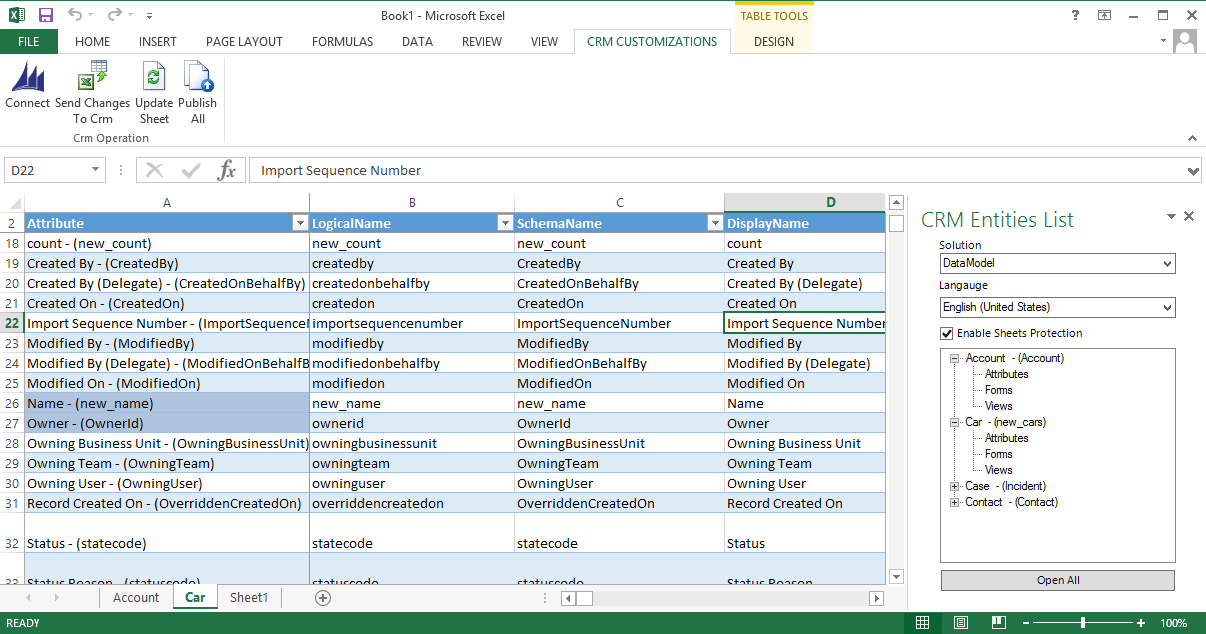 Book1 - Microsoft Excel
TABLE TOOLS
?
FILE HOME INSERT PAGE LAYOUT FORMULAS DATA REVIEW VIEW CRM CUSTOMIZATIONS DESIGN
Connect Send Changes Update Publish
To Crm Sheet All
Crm Operation
D22 fx Import Sequence Number
A B C D
2 Attribute LogicalName SchemaName DisplayName
18 count - (new_count) new_count new_count count
19 Created By - (CreatedBy) createdby CreatedBy Created By
20 Created By (Delegate) - (CreatedOnBehalfBy) createdonbehalfby CreatedOnBehalfBy Created By (Delegate)
21 Created On - (CreatedOn) createdon CreatedOn Created On
22 Import Sequence Number - (ImportSequenceN importsequencenumber ImportSequenceNumber Import Sequence Number
23 Modified By - (ModifiedBy) modifiedby ModifiedBy Modified By
24 Modified By (Delegate) - (ModifiedOnBehalfB modifiedonbehalfby ModifiedOnBehalfBy Modified By (Delegate)
25 Modified On - (ModifiedOn) modifiedon ModifiedOn Modified On
26 Name - (new_name) new_name new_name Name
27 Owner - (OwnerId) ownerid OwnerId Owner
28 Owning Business Unit - (OwningBusinessUnit) owningbusinessunit OwningBusinessUnit Owning Business Unit
29 Owning Team - (OwningTeam) owningteam OwningTeam Owning Team
30 Owning User - (OwningUser) owninguser OwningUser Owning User
31 Record Created On - (OverriddenCreatedOn) overriddencreatedon OverriddenCreatedOn Record Created On
32 Status - (statecode) statecode statecode Status
33 Status Reason - (statuscode) statuscode statuscode Status Reason
CRM Entities List
Solution
DataModel
Langauge
English (United States)
Enable Sheets Protection
Account - (Account)
Attributes
Forms
Views
Car - (new_cars)
Attributes
Forms
Views
Case - (Incident)
Contact - (Contact)
Open All
Account Car Sheet1
READY 100%